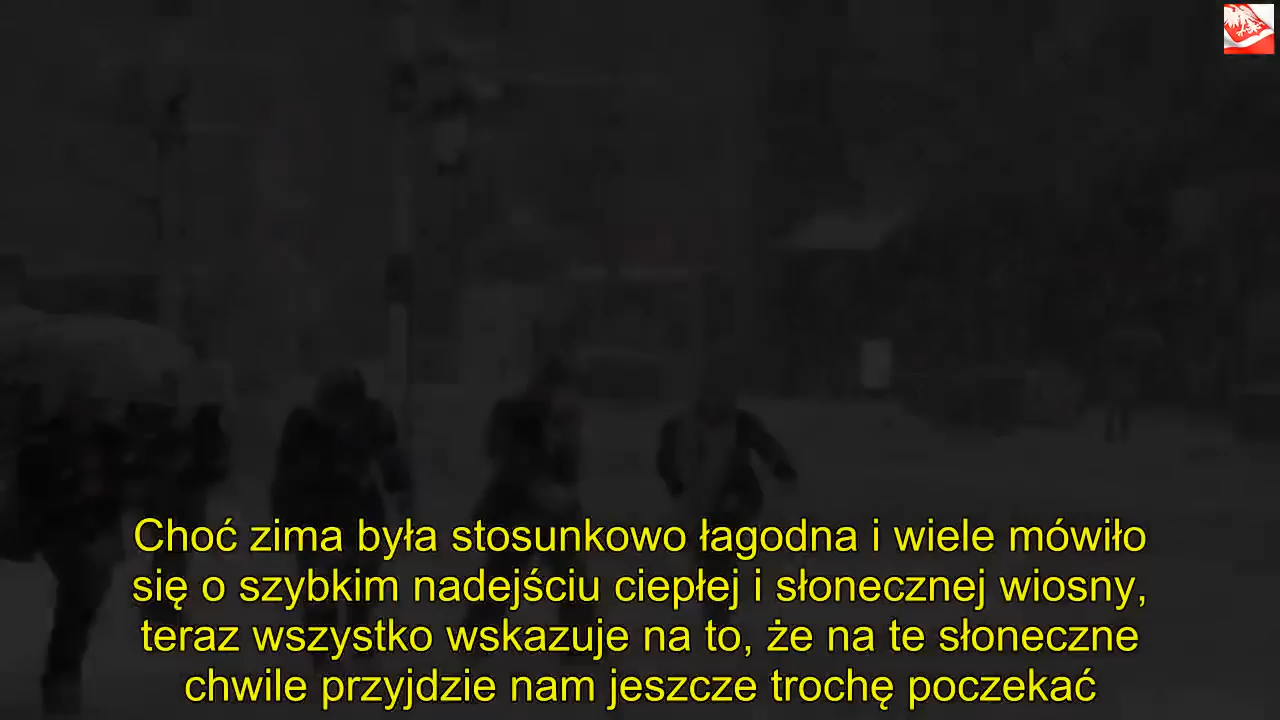 Choć zima była stosunkowo łagodna i wiele mówiło
się o szybkim nadejściu ciepłej i słonecznej wiosny,
teraz wszystko wskazuje na to, że na te słoneczne
chwile przyjdzie nam jeszcze trochę poczekać